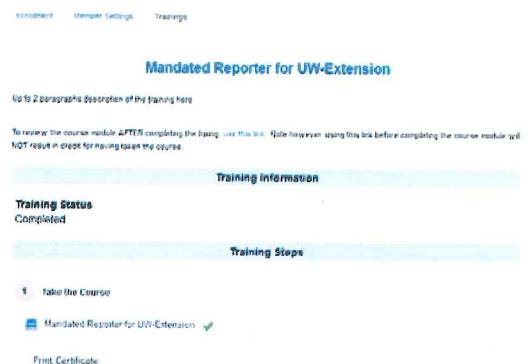 Enrollment Member Settings Trainings
Mandated Reporter for UW-Extension
Up to 2 paragraphs description of the training here
To review the course module AFTER completing the training, use this link. Note however using this link before completing the course module will
NOT result in credit for having taken the course
Training Information
Training Status
Completed
Training Steps
1 Take the Course
Mandated Reporter for UW-Extension
Print Certificate